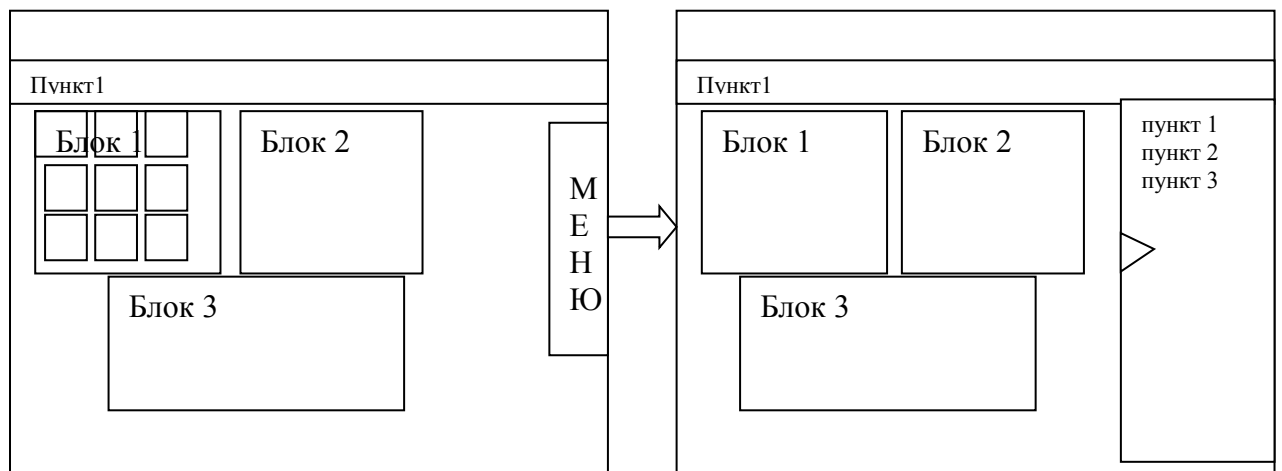 Пункт1
Блок 1
Блок 2
М
Е
Н
Ю
Блок 3
Пункт1
Блок 1
Блок 2
пункт 1
пункт 2
пункт 3
Блок 3